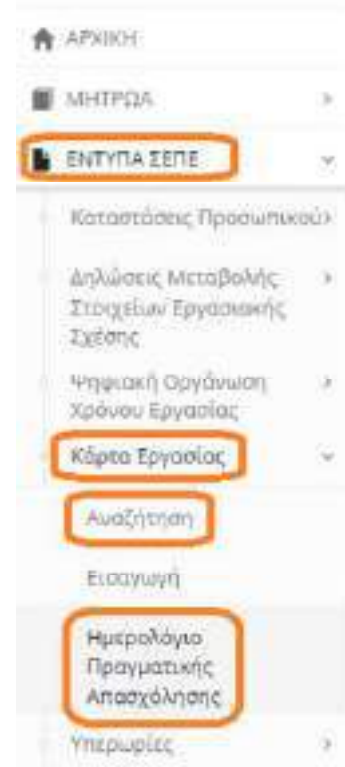 ΑΡΧΙΚΗ
ΜΗΤΡΩΑ
ΕΝΤΥΠΑ ΣΕΠΕ
Καταστάσεις Προσωπικού
Δηλώσεις Μεταβολής
Στοιχείων Εργασιακής
Σχέσης
Ψηφιακή Οργάνωση
Χρόνου Εργασίας
Κάρτα Εργασίας
Αναζήτηση
Εισαγωγή
Ημερολόγιο
Πραγματικής
Απασχόλησης
Υπερωρίες